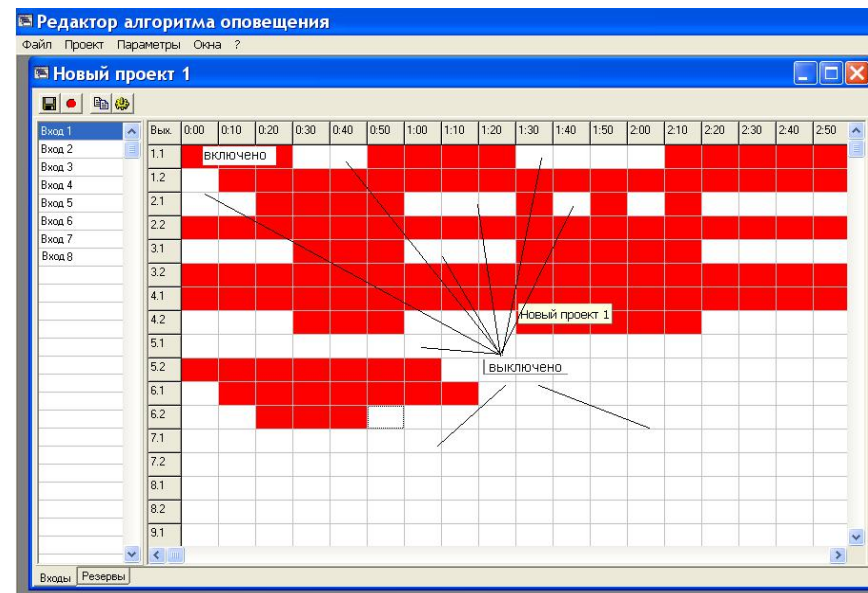 Редактор алгоритма оповещения
Файл Проект Параметры Окна ?
Новый проект 1
Вых. 0:00 0:10 0:20 0:30 0:40 0:50 1:00 1:10 1:20 1:30 1:40 1:50 2:00 2:10 2:20 2:30 2:40 2:50
Вход 1
Вход 2
Вход 3
Вход 4
Вход 5
Вход 6
Вход 7
Вход 8
1.1 включено
1.2
2.1
2.2
3.1
3.2
4.1
Новый проект 1
4.2
5.1
5.2 выключено
6.1
6.2
7.1
7.2
8.1
8.2
9.1
Входы Резервы